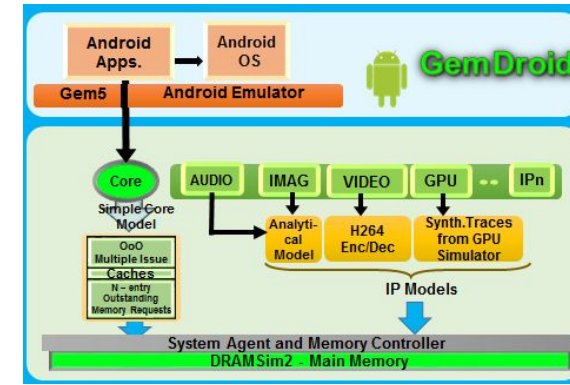 Android
Apps.
Android
OS
GemDroid
Gem5
Android Emulator
Core
AUDIO
IMAG
VIDEO
GPU
IPn
Simple Core
Model
Analyti-
cal
Model
H264
Enc/Dec
Synth.Traces
from GPU
Simulator
OoO
Multiple Issue
Caches
N – entry
Outstanding
Memory Requests
IP Models
System Agent and Memory Controller
DRAMSim2 - Main Memory